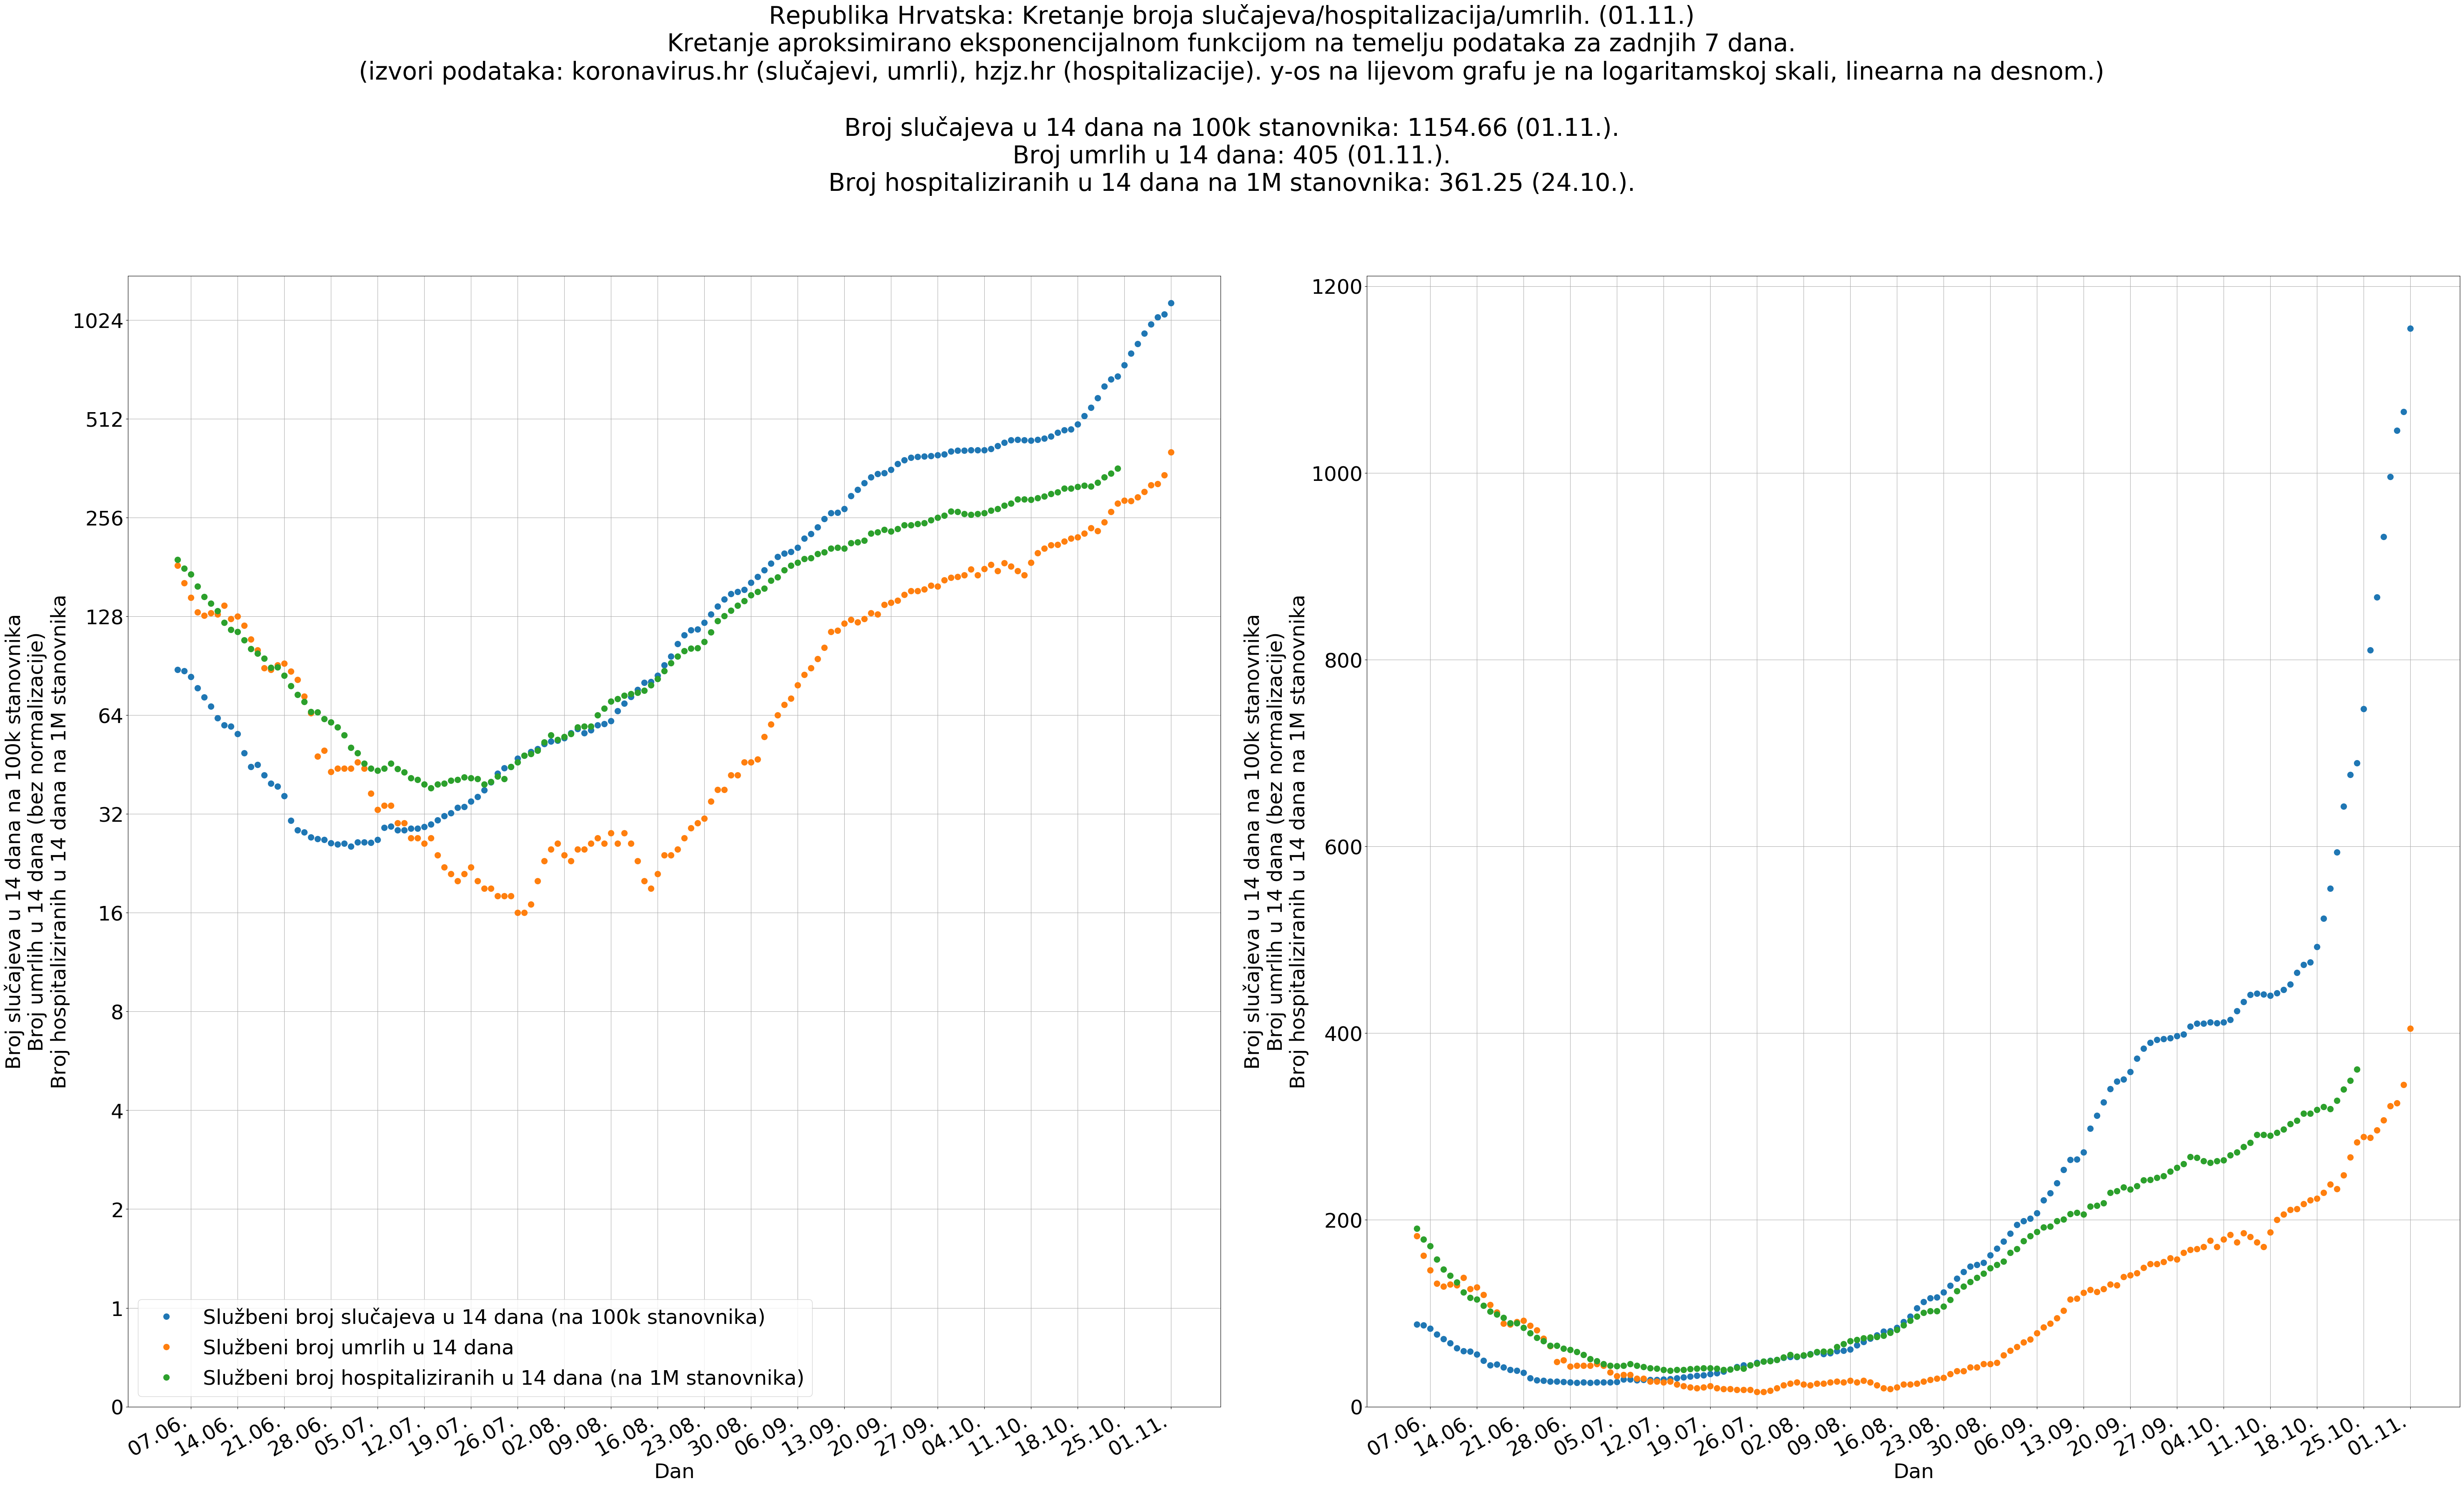 Republika Hrvatska: Kretanje broja slučajeva/hospitalizacija/umrlih. (01.11.)
Kretanje aproksimirano eksponencijalnom funkcijom na temelju podataka za zadnjih 7 dana.
(izvori podataka: koronavirus.hr (slučajevi, umrli), hzjz.hr (hospitalizacije). y-os na lijevom grafu je na logaritamskoj skali, linearna na desnom.)
Broj slučajeva u 14 dana na 100k stanovnika: 1154.66 (01.11.).
Broj umrlih u 14 dana: 405 (01.11.).
Broj hospitaliziranih u 14 dana na 1M stanovnika: 361.25 (24.10.).
Broj slučajeva u 14 dana na 100k stanovnika
Broj umrlih u 14 dana (bez normalizacije)
Broj hospitaliziranih u 14 dana na 1M stanovnika
1024
512
256
128
64
32
16
8
4
2
1
0
Službeni broj slučajeva u 14 dana (na 100k stanovnika)
Službeni broj umrlih u 14 dana
Službeni broj hospitaliziranih u 14 dana (na 1M stanovnika)
07.06. 14.06. 21.06. 28.06. 05.07. 12.07. 19.07. 26.07. 02.08. 09.08. 16.08. 23.08. 30.08. 06.09. 13.09. 20.09. 27.09. 04.10. 11.10. 18.10. 25.10. 01.11.
Dan
Broj slučajeva u 14 dana na 100k stanovnika
Broj umrlih u 14 dana (bez normalizacije)
Broj hospitaliziranih u 14 dana na 1M stanovnika
1200
1000
800
600
400
200
0
07.06. 14.06. 21.06. 28.06. 05.07. 12.07. 19.07. 26.07. 02.08. 09.08. 16.08. 23.08. 30.08. 06.09. 13.09. 20.09. 27.09. 04.10. 11.10. 18.10. 25.10. 01.11.
Dan